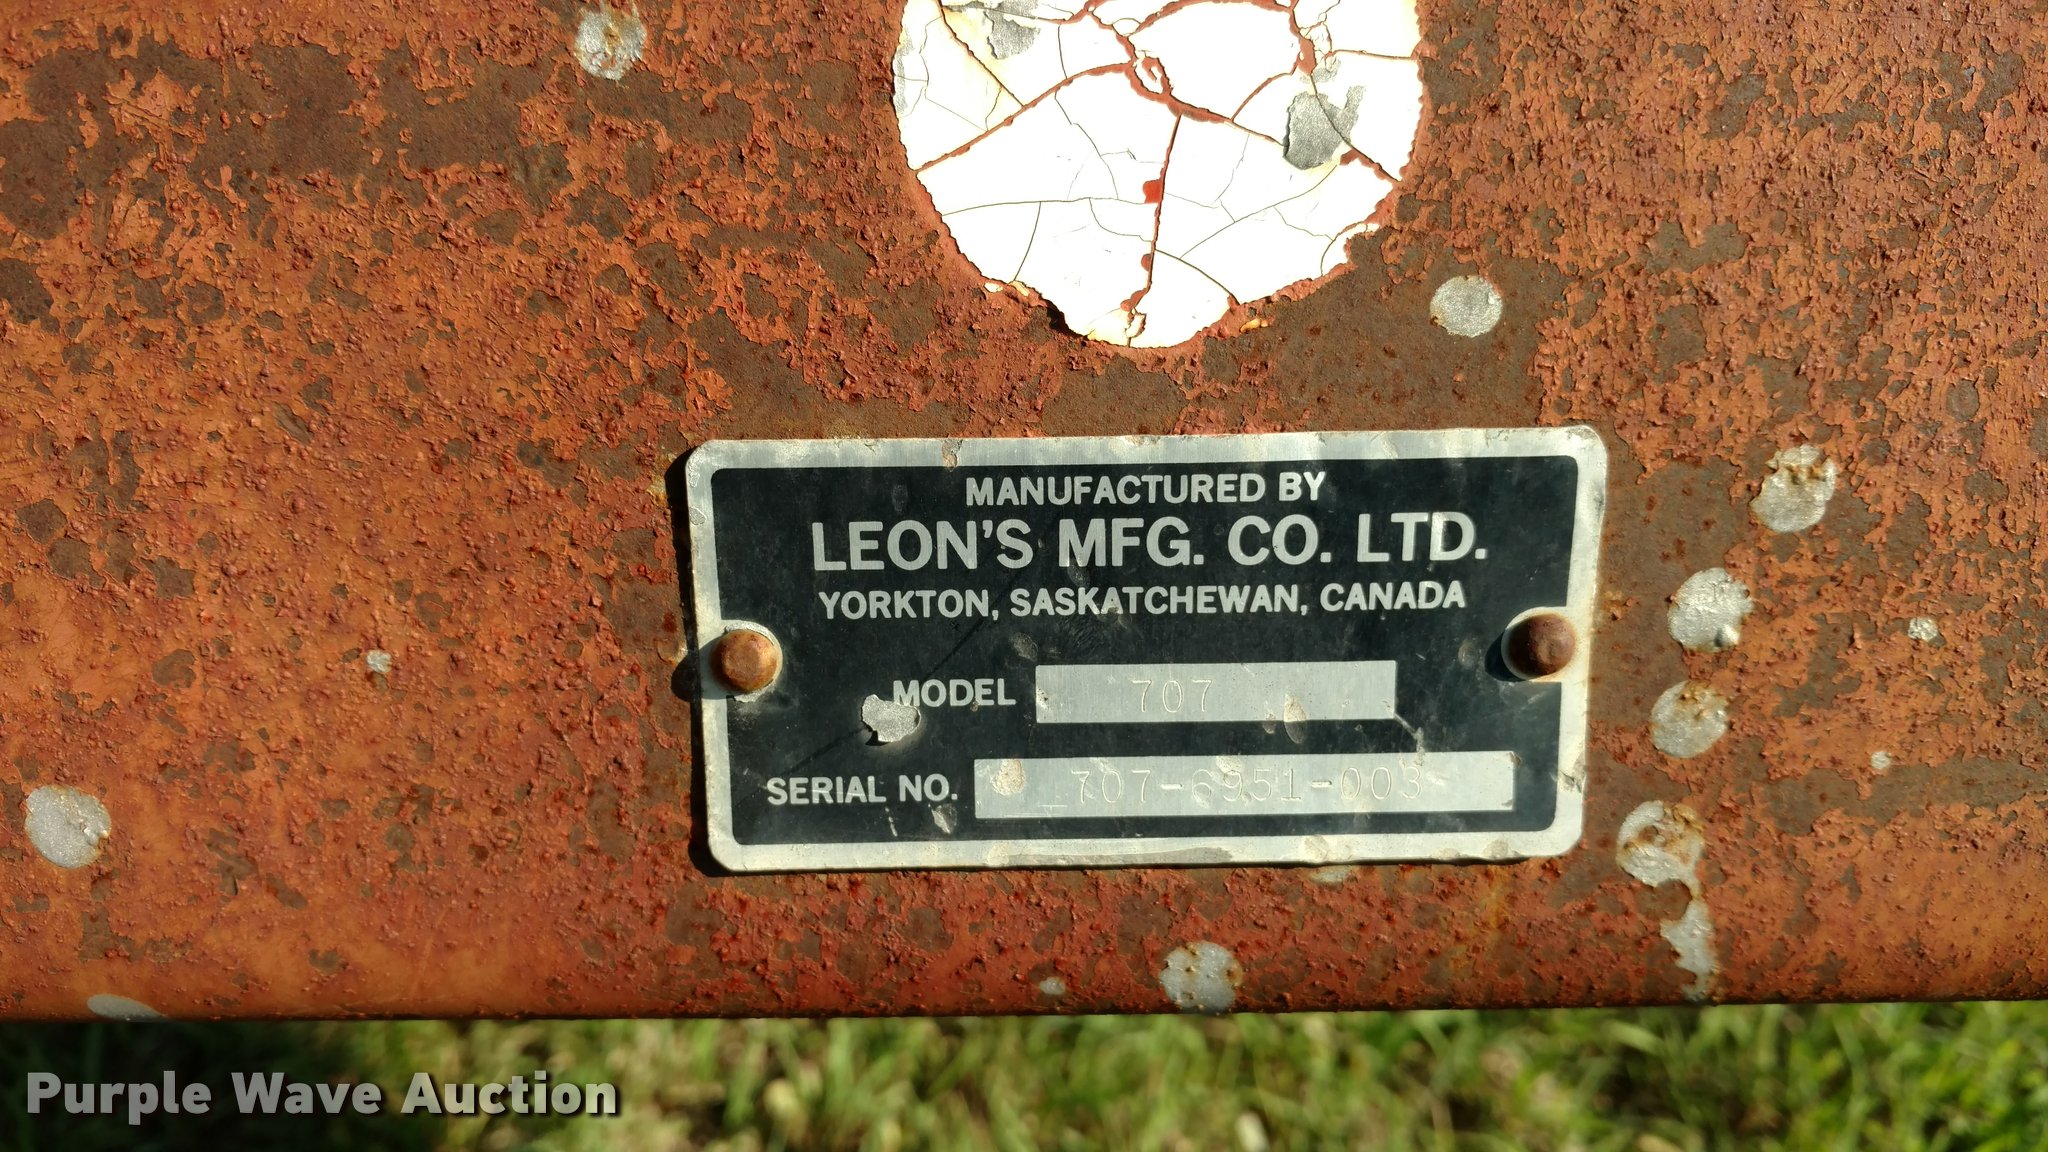 MANUFACTURED BY
LEON'S MFG. CO. LTD.
YORKTON, SASKATCHEWAN, CANADA
MODEL 707
SERIAL NO. 707-6951-003
Purple Wave Auction